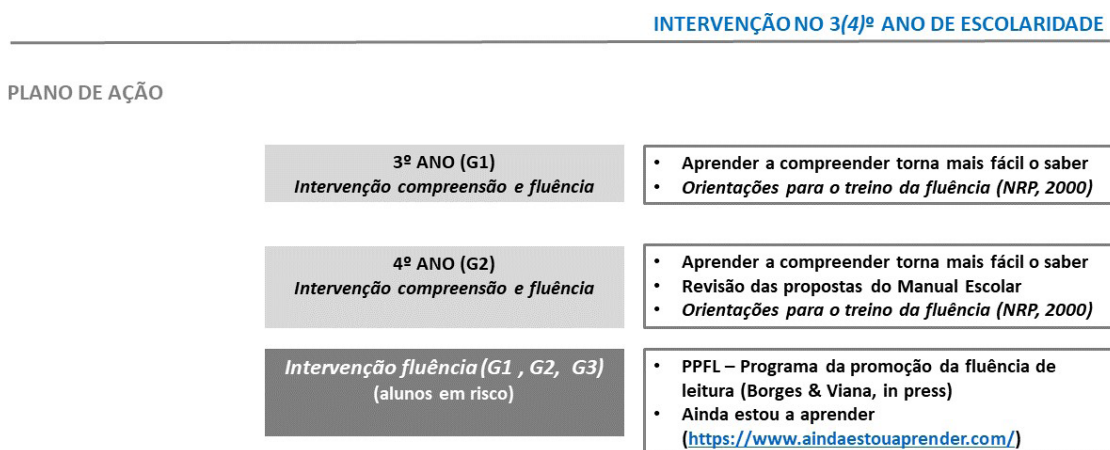 INTERVENÇÃO NO 3(4)º ANO DE ESCOLARIDADE
PLANO DE AÇÃO
3º ANO (G1)
Intervenção compreensão e fluência
• Aprender a compreender torna mais fácil o saber
• Orientações para o treino da fluência (NRP, 2000)
4º ANO (G2)
Intervenção compreensão e fluência
• Aprender a compreender torna mais fácil o saber
• Revisão das propostas do Manual Escolar
• Orientações para o treino da fluência (NRP, 2000)
Intervenção fluência (G1 , G2, G3)
(alunos em risco)
• PPFL – Programa da promoção da fluência de
leitura (Borges & Viana, in press)
• Ainda estou a aprender
(https://www.aindaestouaprender.com/)